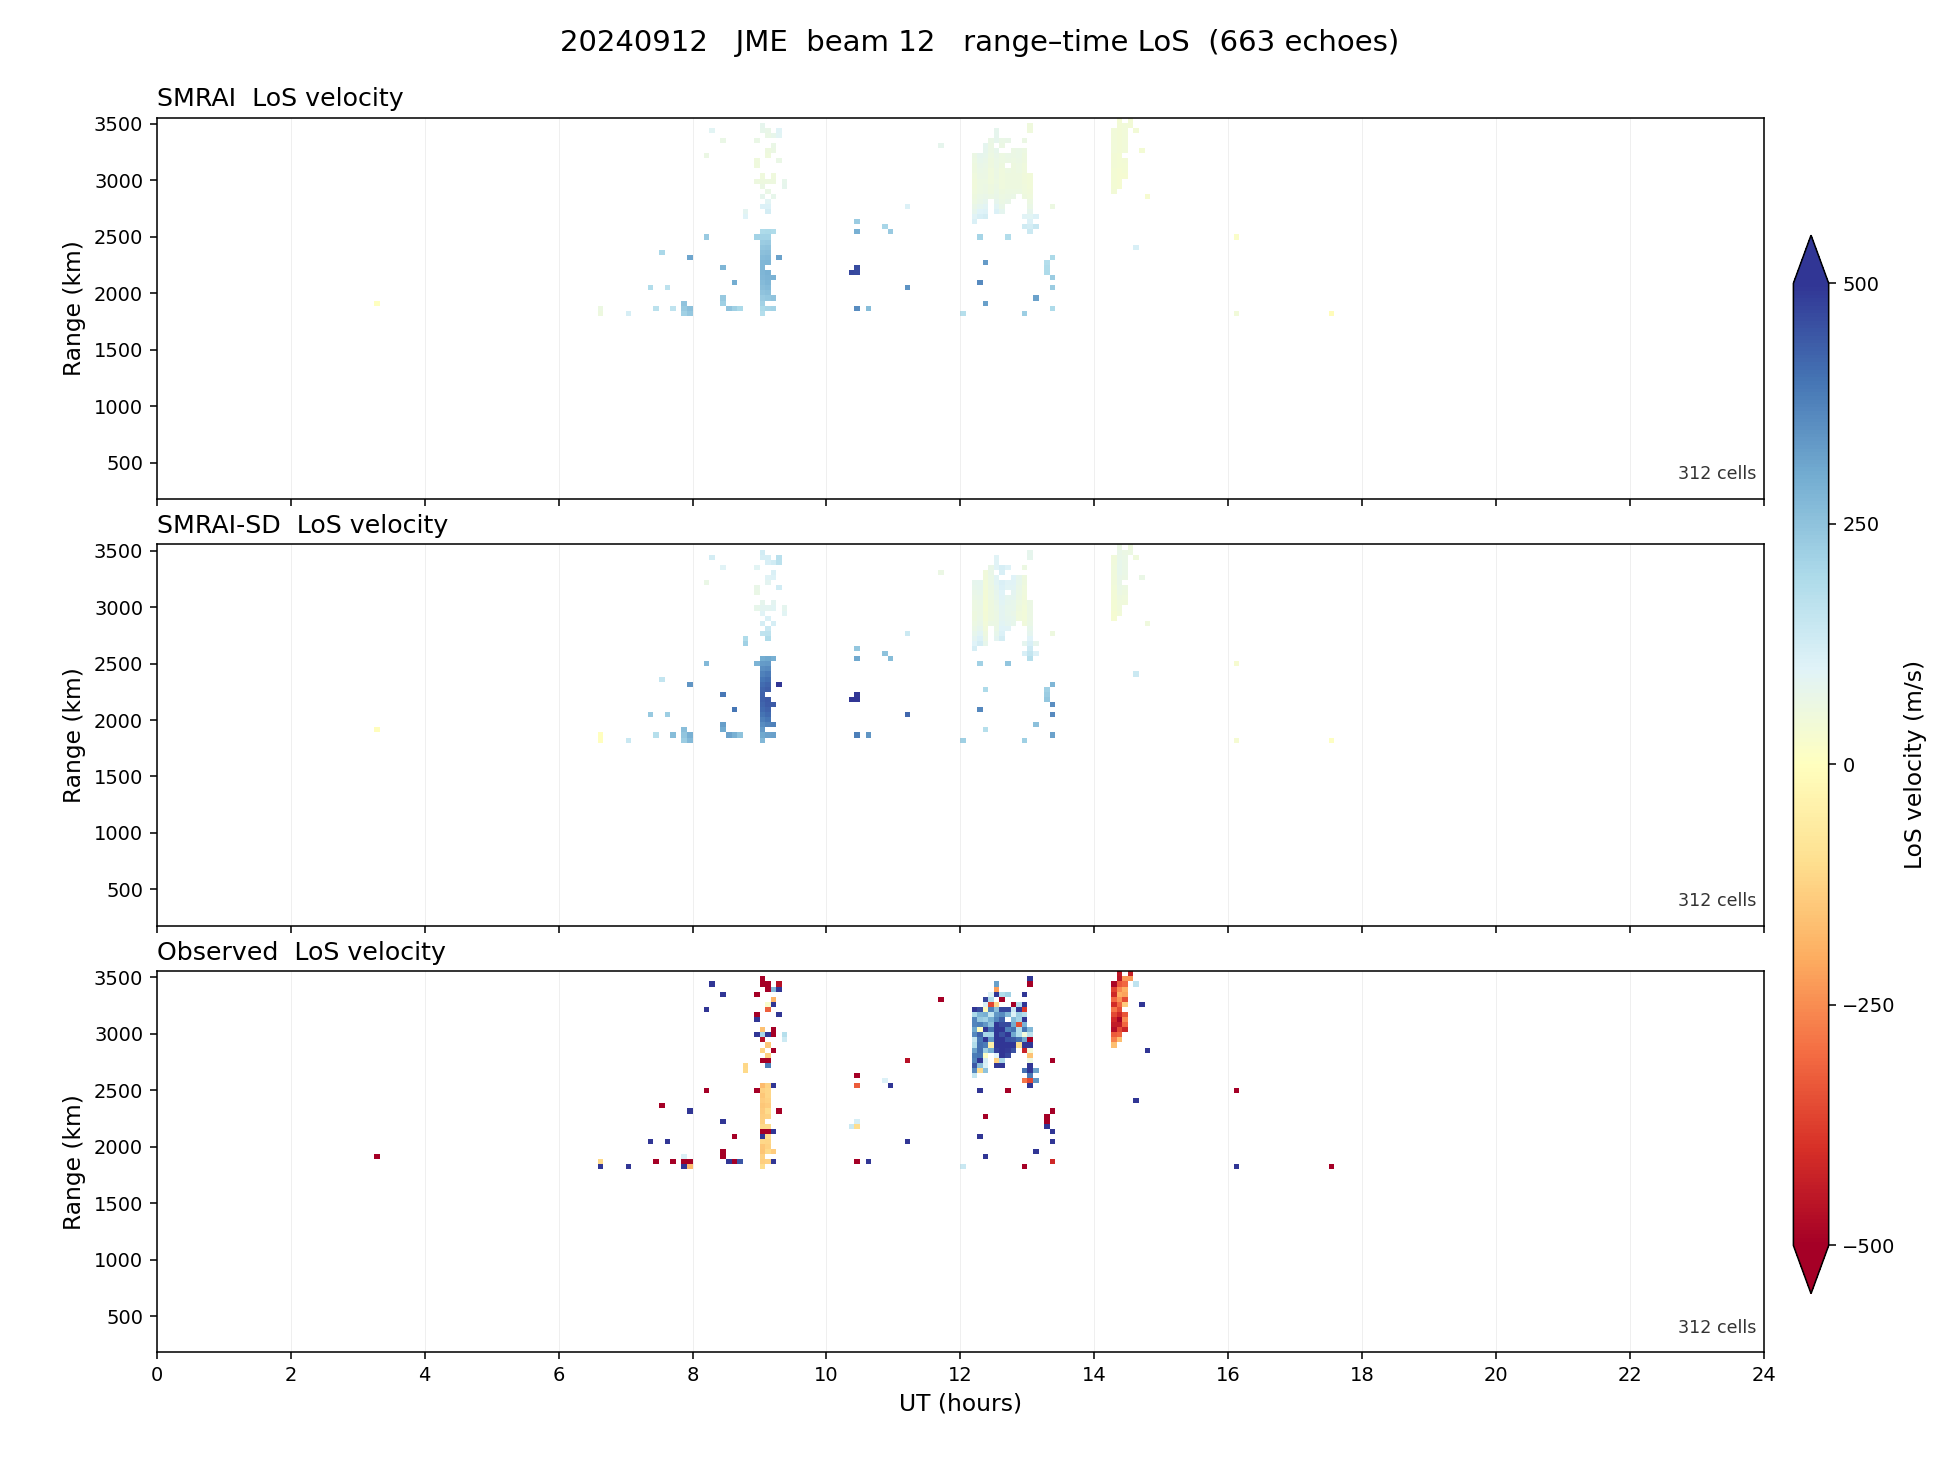 20240912   JME  beam 12   range–time LoS  (663 echoes)
SMRAI  LoS velocity
3500
3000
2500
2000
1500
1000
500
Range (km)
312 cells
SMRAI-SD  LoS velocity
3500
3000
2500
2000
1500
1000
500
Range (km)
312 cells
Observed  LoS velocity
3500
3000
2500
2000
1500
1000
500
Range (km)
312 cells
0 2 4 6 8 10 12 14 16 18 20 22 24
UT (hours)
500
250
0
−250
−500
LoS velocity (m/s)